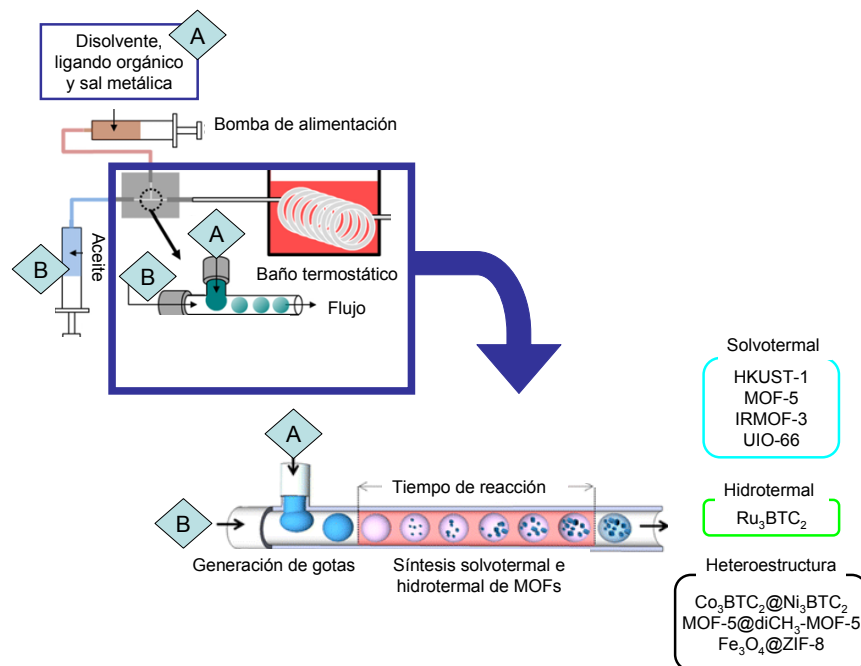 A
Disolvente,
ligando orgánico
y sal metálica
Bomba de alimentación
B
Aceite
A
B
Baño termostático
Flujo
A
B
Tiempo de reacción
Generación de gotas
Síntesis solvotermal e
hidrotermal de MOFs
Solvotermal
HKUST-1
MOF-5
IRMOF-3
UIO-66
Hidrotermal
Ru₃BTC₂
Heteroestructura
Co₃BTC₂@Ni₃BTC₂
MOF-5@diCH₃-MOF-5
Fe₃O₄@ZIF-8